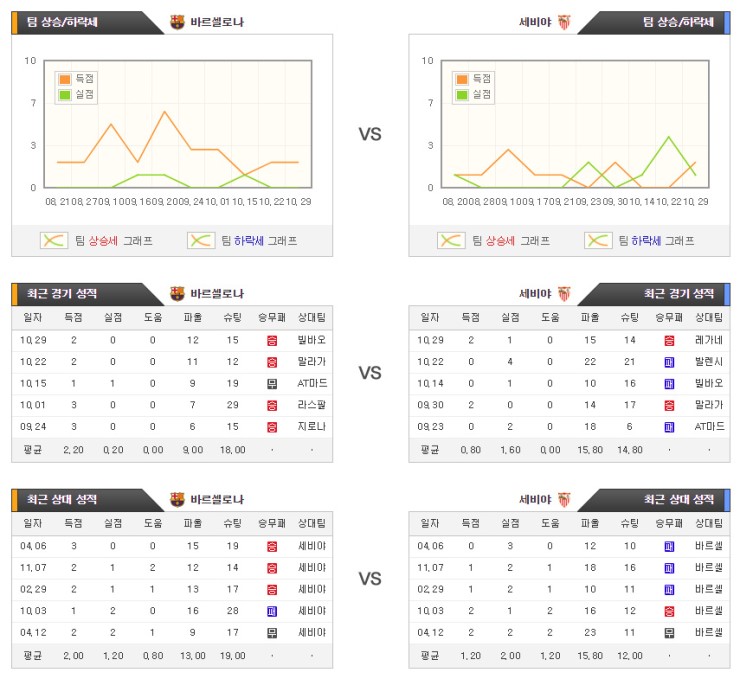 팀 상승/하락세 바르셀로나
세비야 팀 상승/하락세
10
7
3
0
득점
실점
08, 21 08, 27 09, 10 09, 16 09, 20 09, 24 10, 01 10, 15 10, 22 10, 29
팀 상승세 그래프 팀 하락세 그래프
VS
10
7
3
0
득점
실점
08, 20 08, 28 09, 10 09, 16 09, 21 09, 23 09, 30 10, 14 10, 22 10, 29
팀 상승세 그래프 팀 하락세 그래프
최근 경기 성적 바르셀로나
일자 득점 실점 도움 파울 슈팅 승무패 상대팀
10,29 2 0 0 12 15 승 빌바오
10,22 2 0 0 11 12 승 말라가
10,15 1 1 0 9 19 무 AT마드
10,01 3 0 0 7 29 승 라스팔
09,24 3 0 0 6 15 승 지로나
평균 2,20 0,20 0,00 9,00 18,00 · ·
VS
세비야 최근 경기 성적
일자 득점 실점 도움 파울 슈팅 승무패 상대팀
10,29 2 1 0 15 14 승 레가네
10,22 0 4 0 22 21 패 발렌시
10,14 0 1 0 10 16 패 빌바오
09,30 2 0 0 14 17 승 말라가
09,23 0 2 0 18 6 패 AT마드
평균 0,80 1,60 0,00 15,80 14,80 · ·
최근 상대 성적 바르셀로나
일자 득점 실점 도움 파울 슈팅 승무패 상대팀
04,06 3 0 0 15 19 승 세비야
11,07 2 1 2 12 14 승 세비야
02,29 2 1 1 13 17 승 세비야
10,03 1 2 0 16 28 패 세비야
04,12 2 2 1 9 17 무 세비야
평균 2,00 1,20 0,80 13,00 19,00 · ·
VS
세비야 최근 상대 성적
일자 득점 실점 도움 파울 슈팅 승무패 상대팀
04,06 0 3 0 12 10 패 바르셀
11,07 1 2 1 18 16 패 바르셀
02,29 1 2 1 10 11 패 바르셀
10,03 2 1 2 16 12 승 바르셀
04,12 2 2 2 23 11 무 바르셀
평균 1,20 2,00 1,20 15,80 12,00 · ·